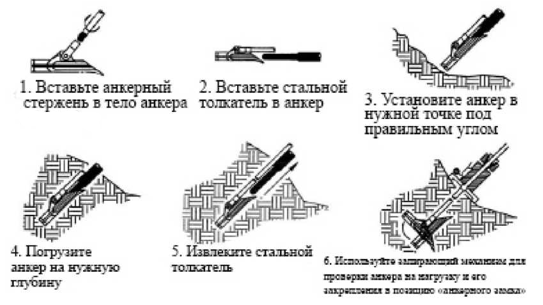 1. Вставьте анкерный
стержень в тело анкера
2. Вставьте стальной
толкатель в анкер
3. Установите анкер в
нужной точке под
правильным углом
4. Погрузите
анкер на нужную
глубину
5. Извлеките стальной
толкатель
6. Используйте запирающий механизм для
проверки анкера на нагрузку и его
закрепления в позицию «анкерного замка»